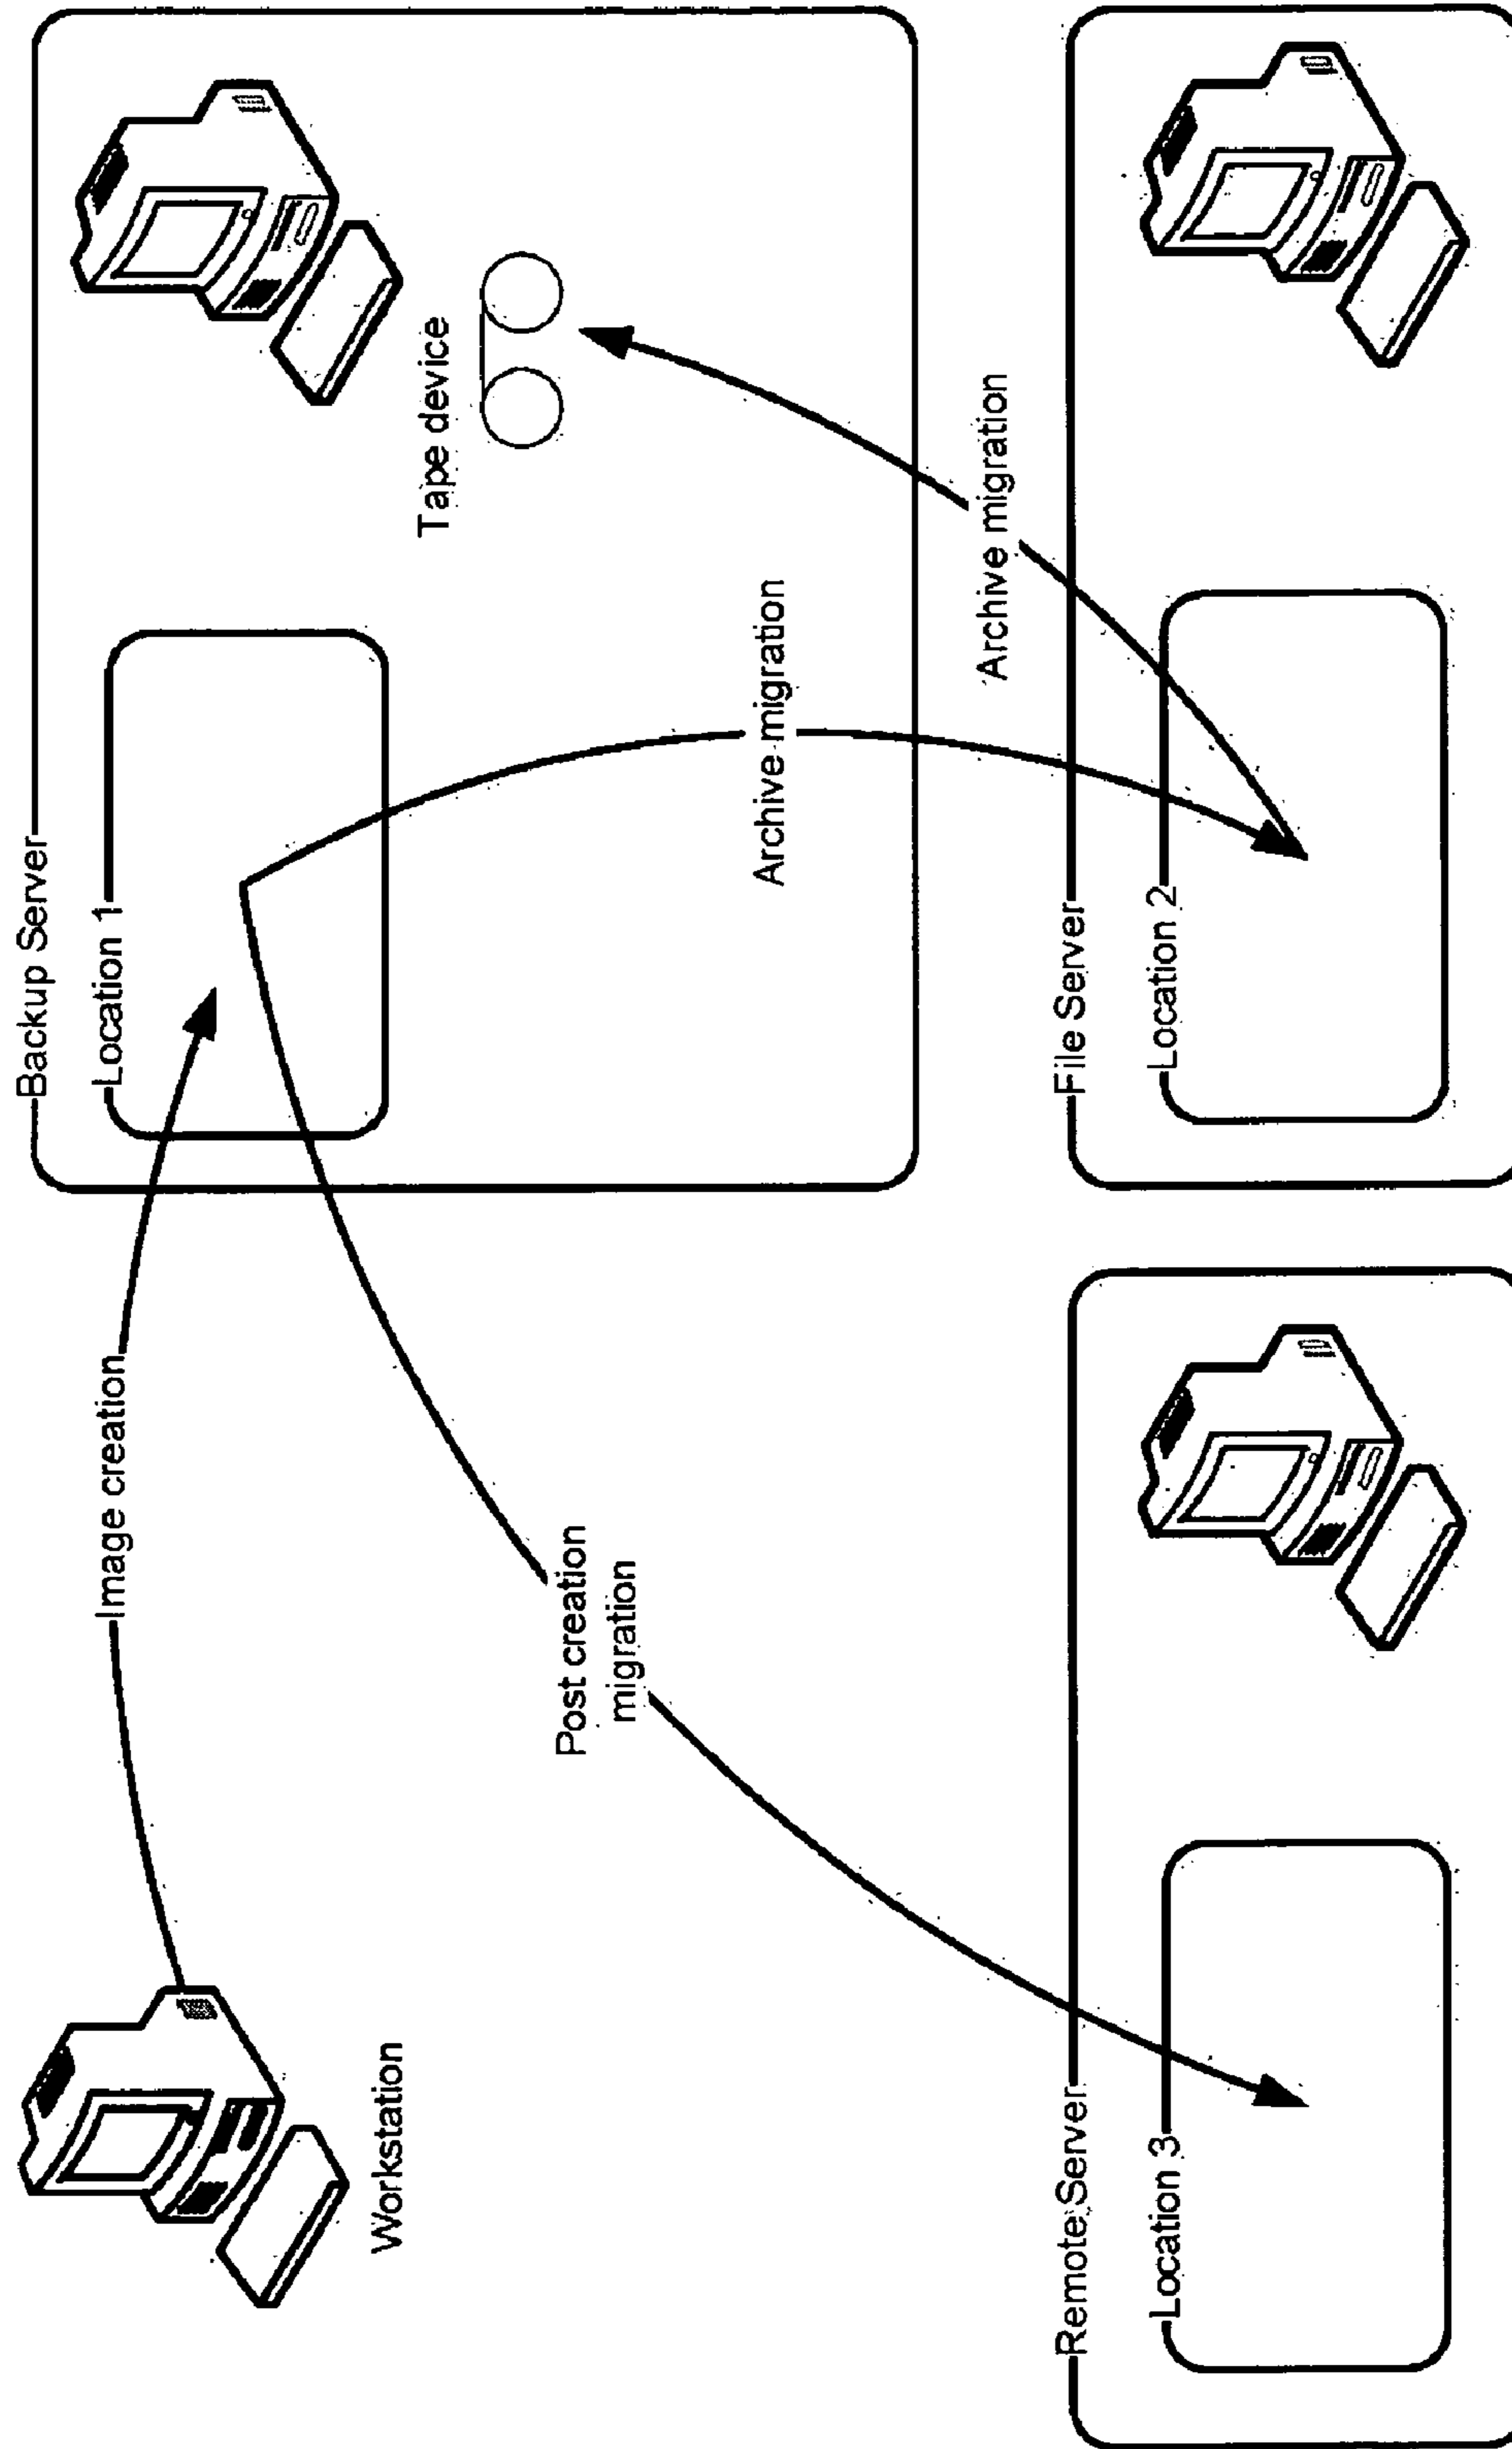 Backup Server
Location 1
Image creation
Workstation
Tape device
Post creation
migration
Archive migration
Archive migration
File Server
Location 2
Remote Server
Location 3